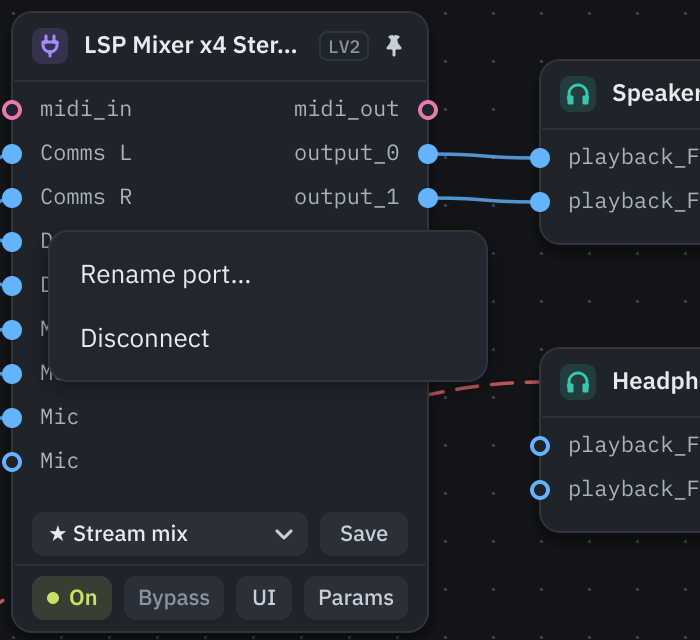 LSP Mixer x4 Ster... LV2
Speaker
midi_in midi_out
Comms L output_0
playback_F
Comms R output_1
playback_F
Rename port...
Disconnect
Headph
Mic
playback_F
Mic
playback_F
★ Stream mix Save
On Bypass UI Params